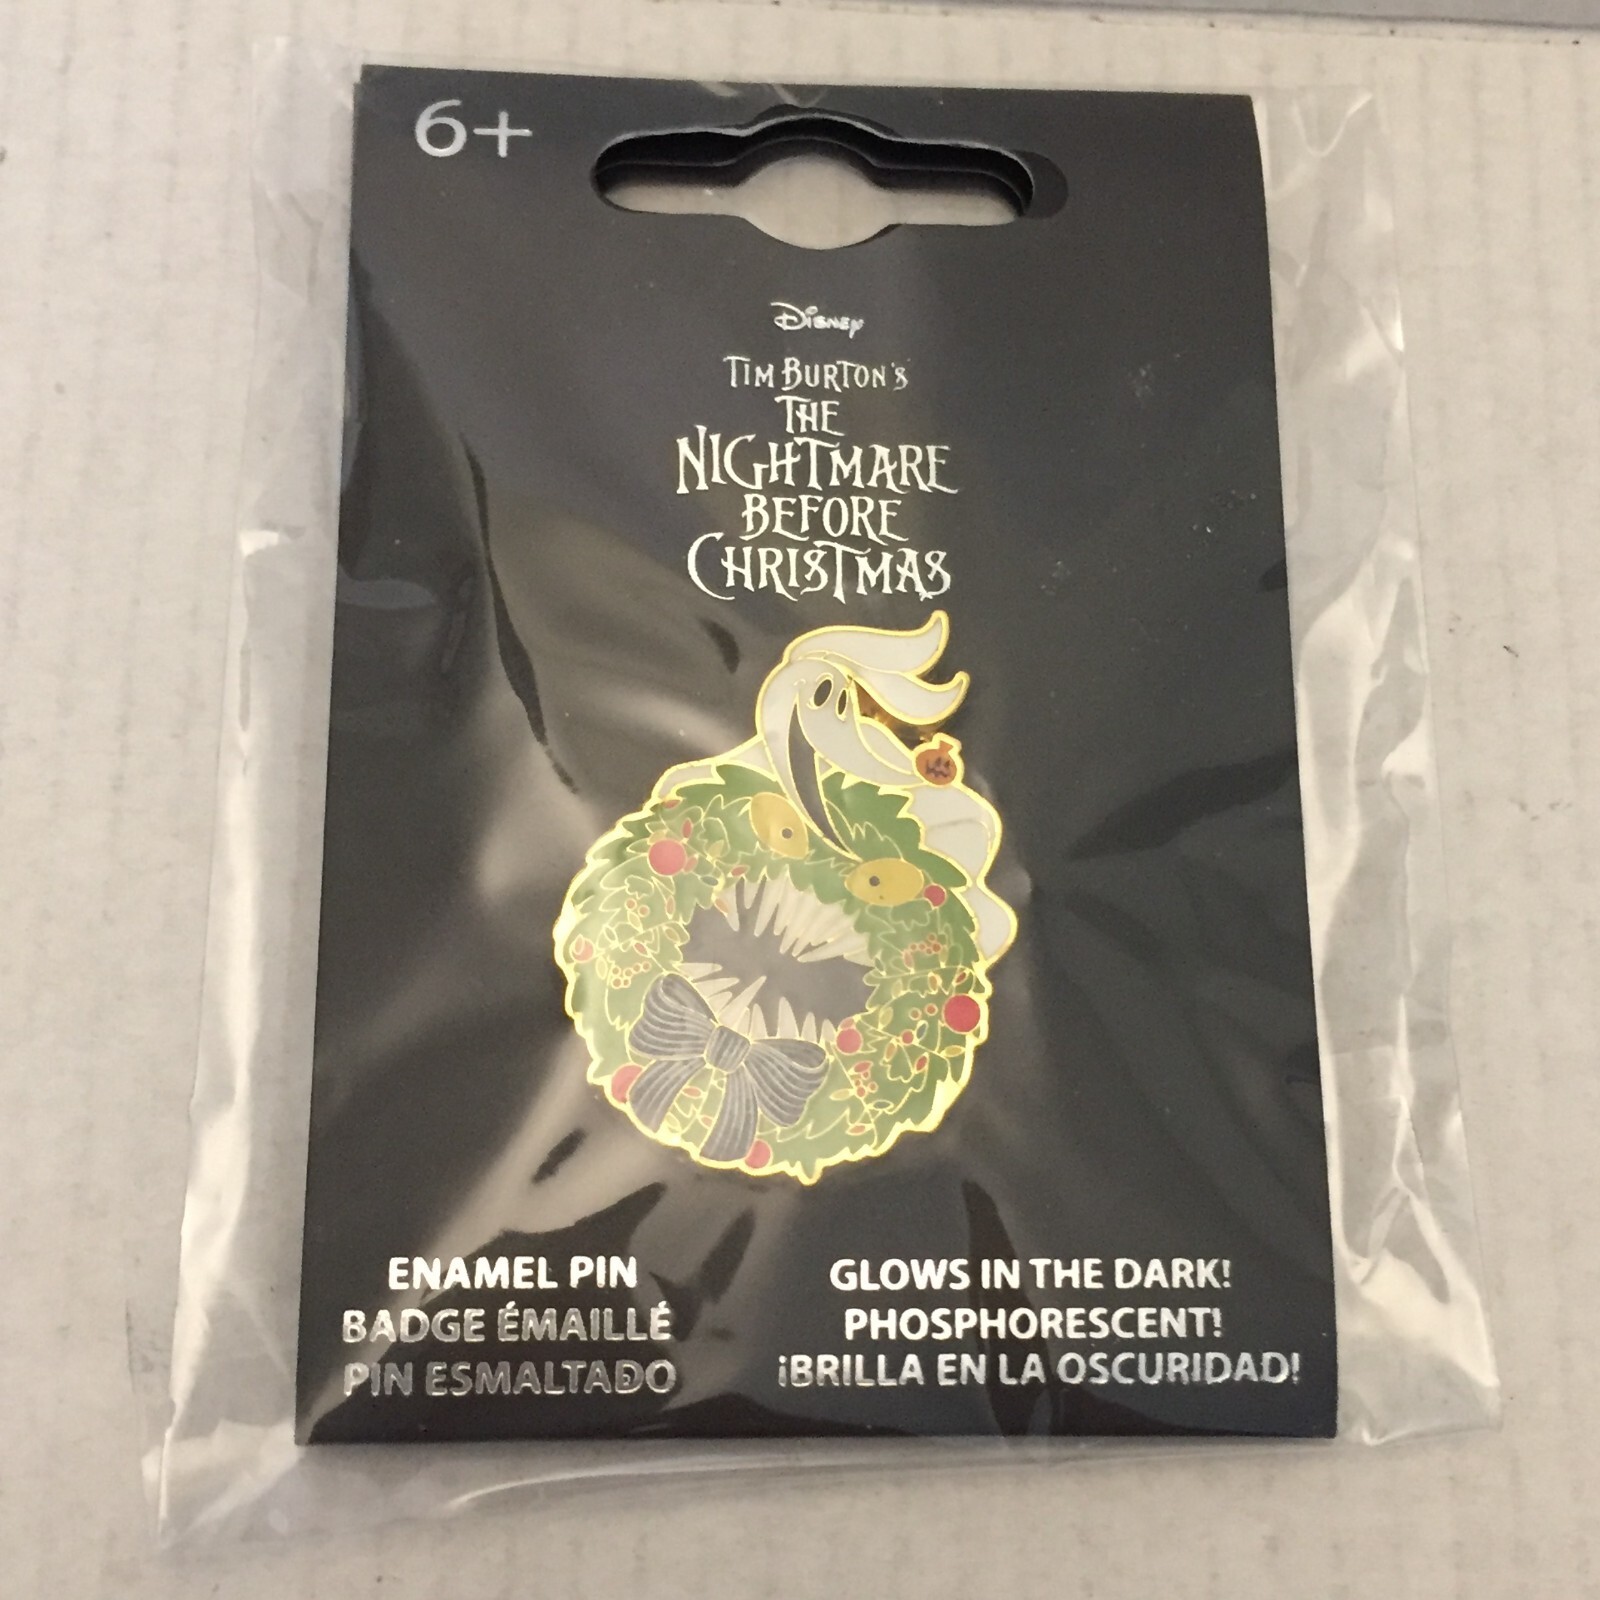 6+
Disney
TIM BURTON'S
THE
NIGHTMARE
BEFORE
CHRISTMAS
ENAMEL PIN
BADGE ÉMAILLÉ
PIN ESMALTADO
GLOWS IN THE DARK!
PHOSPHORESCENT!
¡BRILLA EN LA OSCURIDAD!